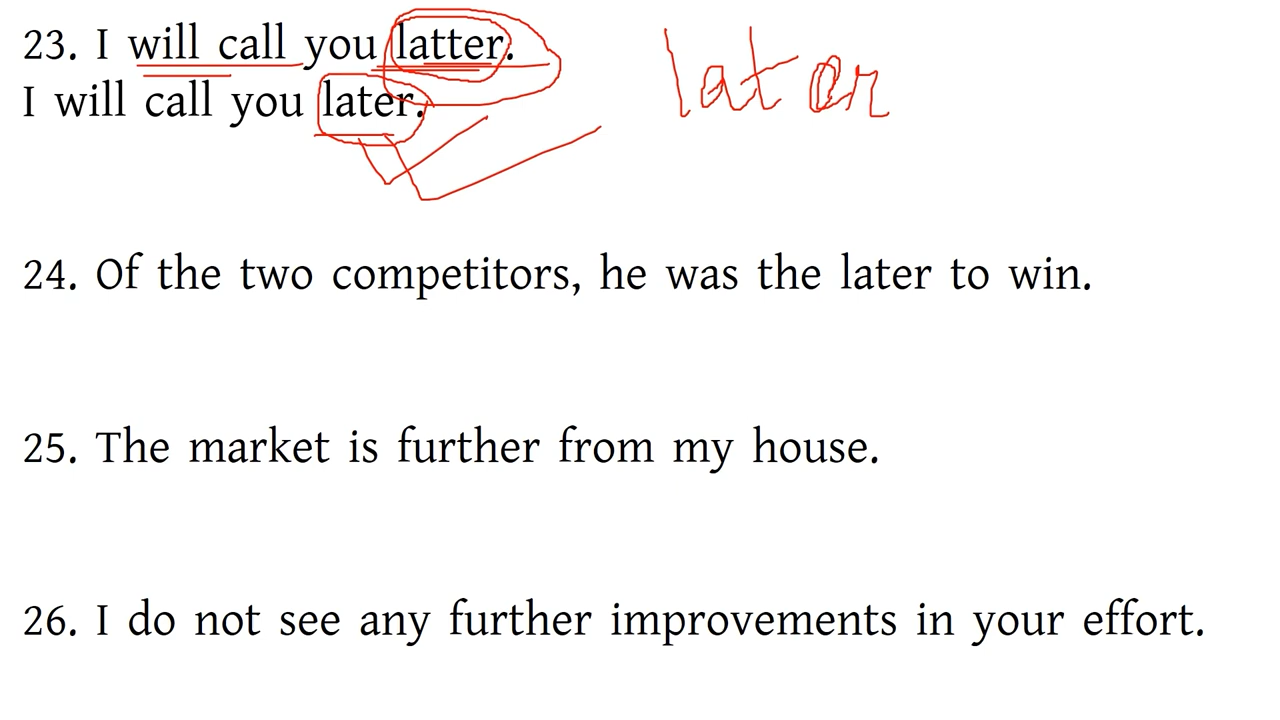 23. I will call you latter.
later
I will call you later.
24. Of the two competitors, he was the later to win.
25. The market is further from my house.
26. I do not see any further improvements in your effort.